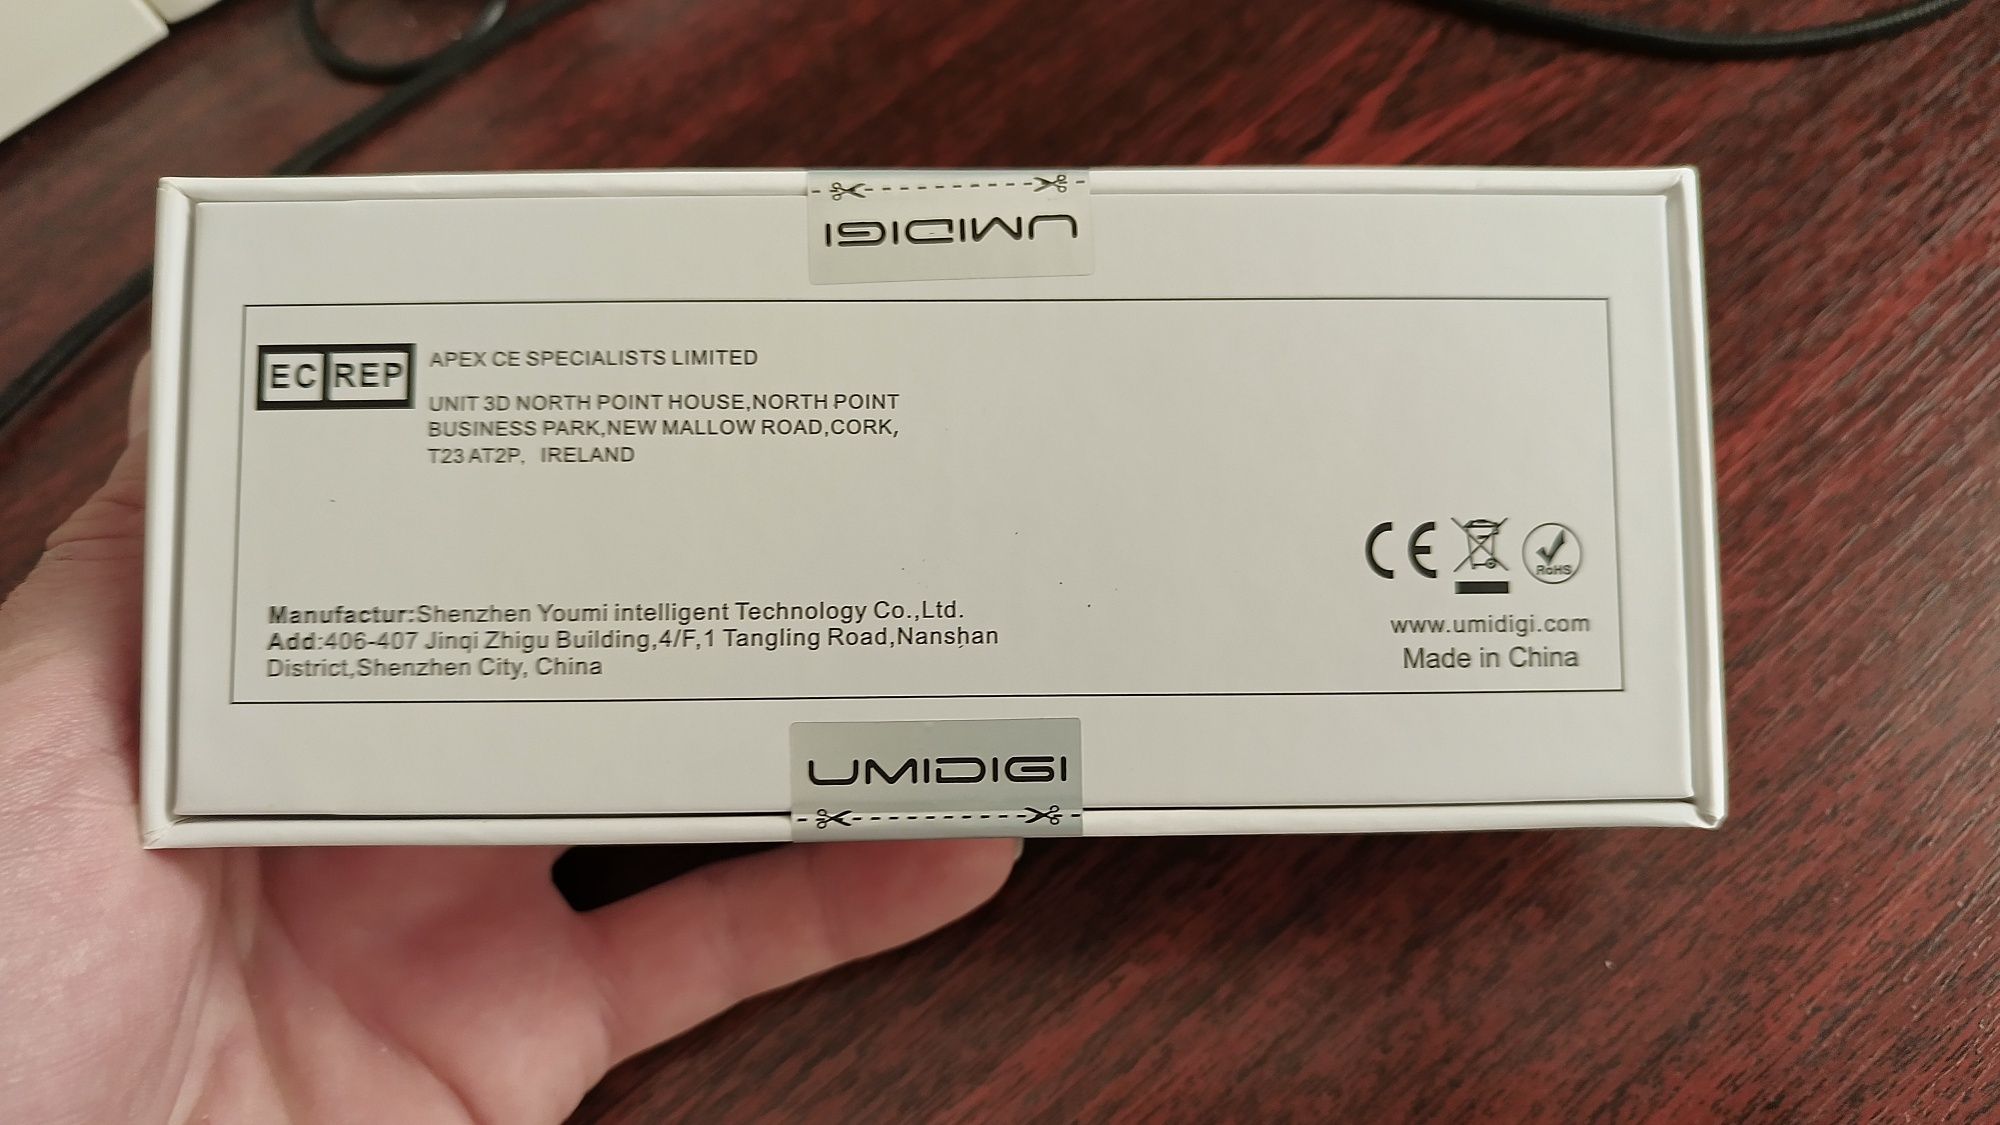 UMIDIGI
EC REP
APEX CE SPECIALISTS LIMITED
UNIT 3D NORTH POINT HOUSE,NORTH POINT
BUSINESS PARK,NEW MALLOW ROAD,CORK,
T23 AT2P, IRELAND
CE
RoHS
Manufactur:Shenzhen Youmi intelligent Technology Co.,Ltd.
Add:406-407 Jinqi Zhigu Building,4/F,1 Tangling Road,Nanshan
District,Shenzhen City, China
www.umidigi.com
Made in China
UMIDIGI